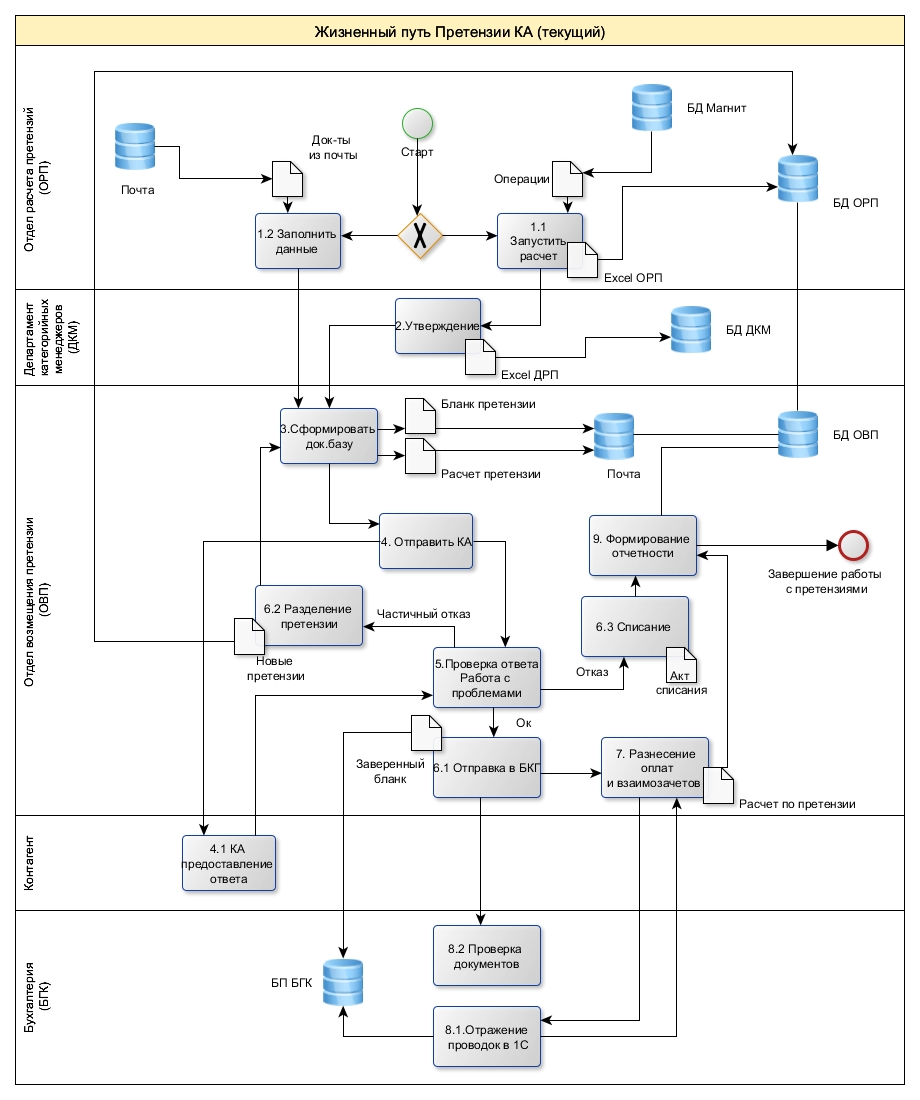 Жизненный путь Претензии КА (текущий)
Отдел расчета претензий
(ОРП)
Почта
Док-ты
из почты
Старт
Операции
БД Магнит
БД ОРП
1.2 Заполнить
данные
X
1.1
Запустить
расчет
Excel ОРП
Департамент
категорийных
менеджеров
(ДКМ)
2.Утверждение
Excel ДРП
БД ДКМ
Отдел возмещения претензии
(ОВП)
3.Сформировать
док.базу
Бланк претензии
Расчет претензии
Почта
БД ОВП
4. Отправить КА
9. Формирование
отчетности
Завершение работы
с претензиями
6.2 Разделение
претензии
Новые
претензии
Частичный отказ
5.Проверка ответа
Работа с
проблемами
Отказ
6.3 Списание
Акт
списания
Ок
Заверенный
бланк
6.1 Отправка в БКГ
7. Разнесение
оплат
и взаимозачетов
Расчет по претензии
Контагент
4.1 КА
предоставление
ответа
Бухгалтерия
(БГК)
8.2 Проверка
документов
БП БГК
8.1.Отражение
проводок в 1С